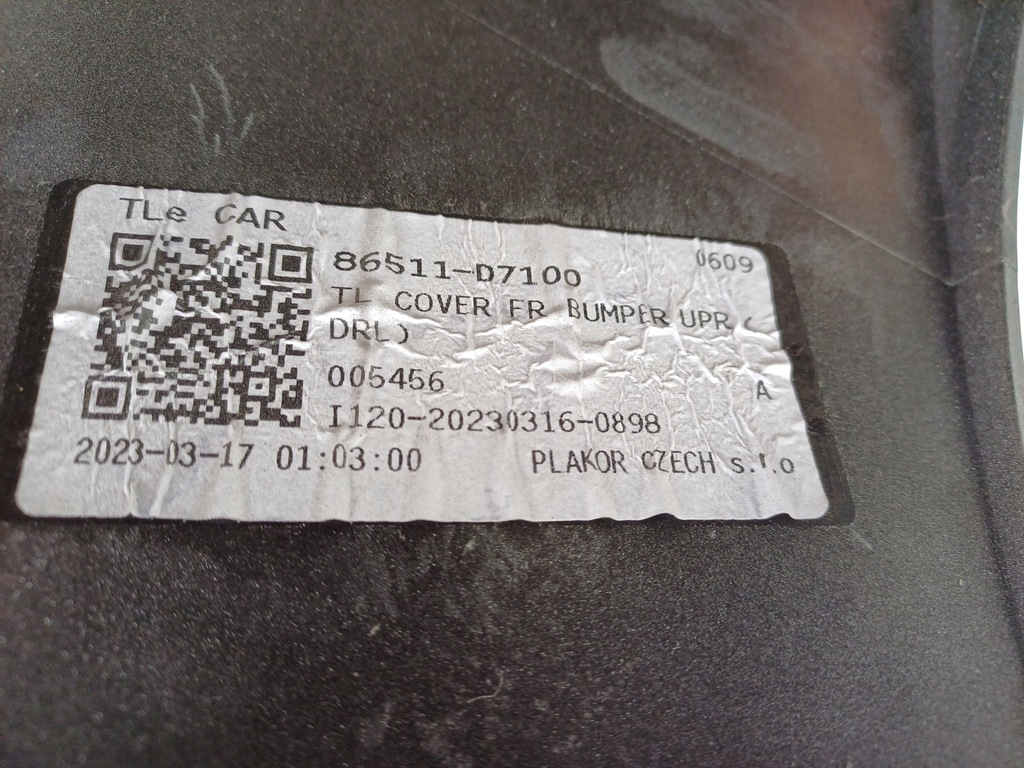 TLe CAR
86511-D7100
0609
TL COVER FR BUMPER UPR (
DRL)
005456
A
I120-20230316-0898
2023-03-17 01:03:00
PLAKOR CZECH s.r.o